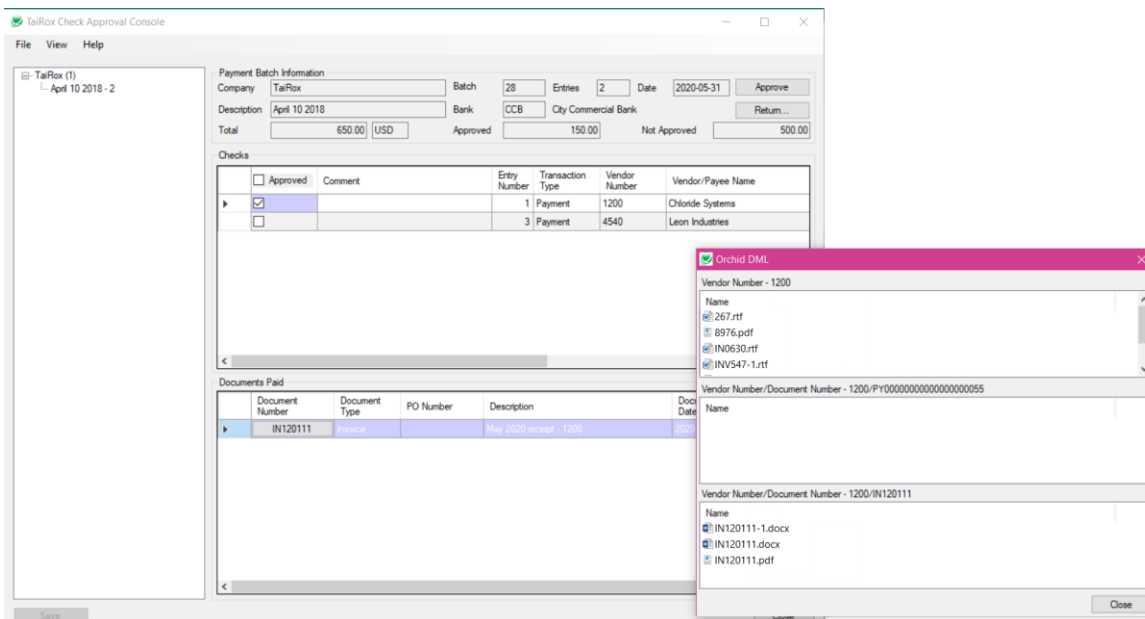 TaiRox Check Approval Console
File View Help
TaiRox (1)
April 10 2018 - 2
Payment Batch Information
Company TaiRox Batch 28 Entries 2 Date 2020-05-31 Approve
Description April 10 2018 Bank CCB City Commercial Bank Return...
Total 650.00 USD Approved 150.00 Not Approved 500.00
Checks
Approved Comment Entry Number Transaction Type Vendor Number Vendor/Payee Name
1 Payment 1200 Chloride Systems
3 Payment 4540 Leon Industries
Documents Paid
Document Number Document Type PO Number Description
IN120111 Invoice May 2020 receipt - 1200 2020
Save
Close
Orchid DML
Vendor Number - 1200
Name
267.rtf
8976.pdf
IN0630.rtf
INV547-1.rtf
Vendor Number/Document Number - 1200/PY00000000000000000055
Name
Vendor Number/Document Number - 1200/IN120111
Name
IN120111-1.docx
IN120111.docx
IN120111.pdf
Close